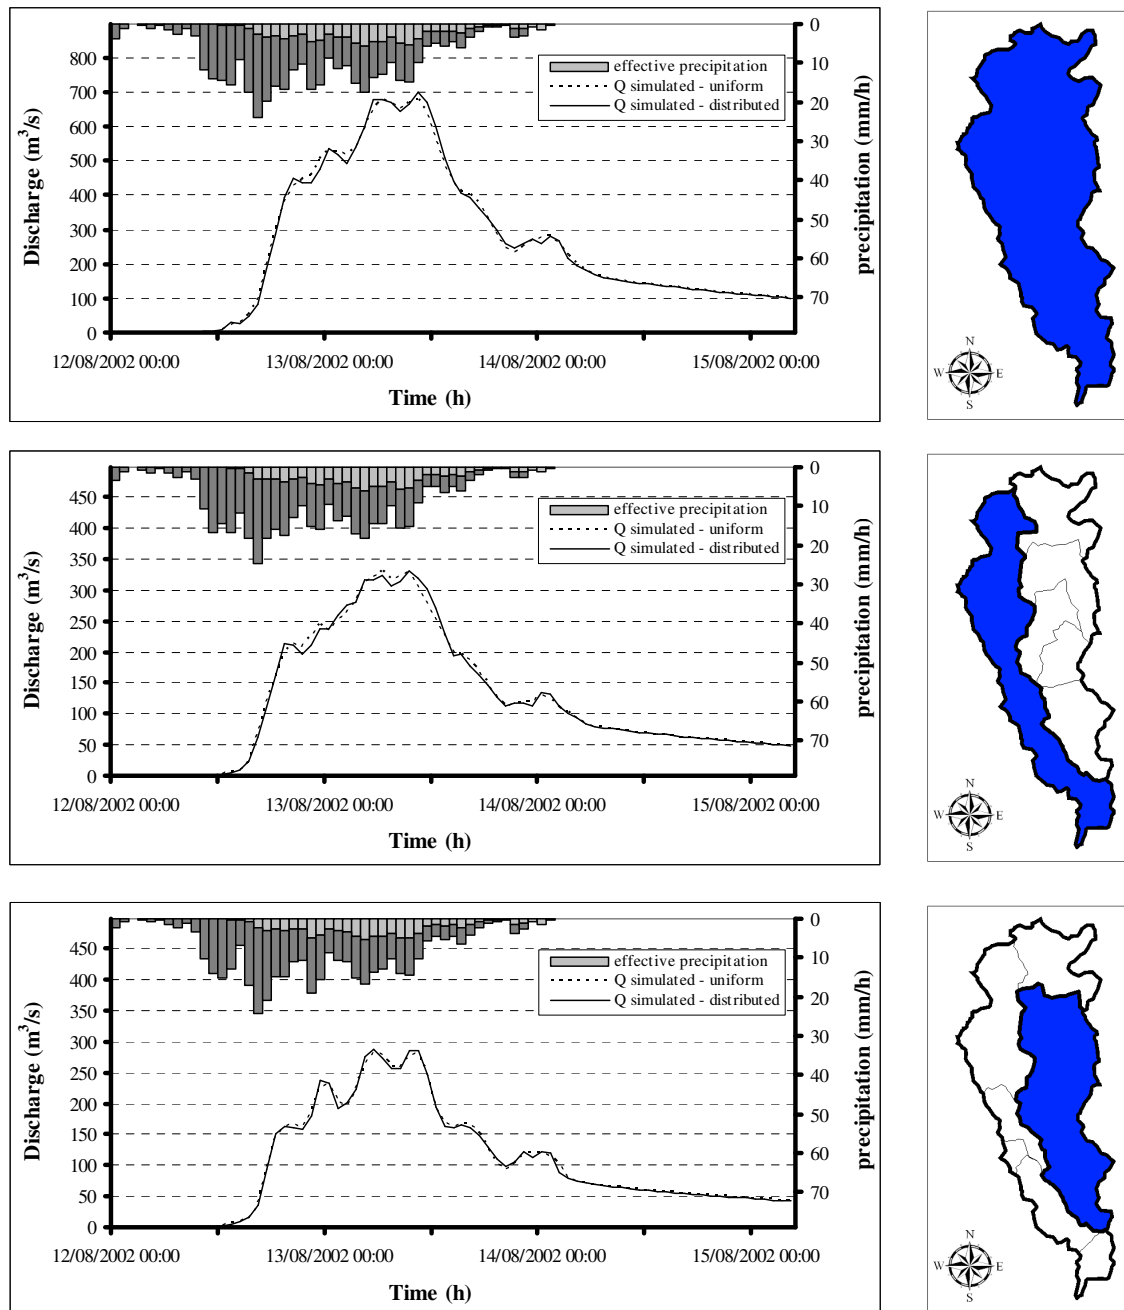 0
800
10
effective precipitation
Q simulated - uniform
Q simulated - distributed
700
20
600
30
500
40
400
50
300
60
200
70
100
0
Discharge (m³/s)
precipitation (mm/h)
12/08/2002 00:00 13/08/2002 00:00 14/08/2002 00:00 15/08/2002 00:00
Time (h)
N
W E
S
0
450
10
effective precipitation
Q simulated - uniform
Q simulated - distributed
400
20
350
300
30
250
40
200
50
150
60
100
70
50
0
Discharge (m³/s)
precipitation (mm/h)
12/08/2002 00:00 13/08/2002 00:00 14/08/2002 00:00 15/08/2002 00:00
Time (h)
N
W E
S
0
450
10
effective precipitation
Q simulated - uniform
Q simulated - distributed
400
20
350
300
30
250
40
200
50
150
60
100
70
50
0
Discharge (m³/s)
precipitation (mm/h)
12/08/2002 00:00 13/08/2002 00:00 14/08/2002 00:00 15/08/2002 00:00
Time (h)
N
W E
S